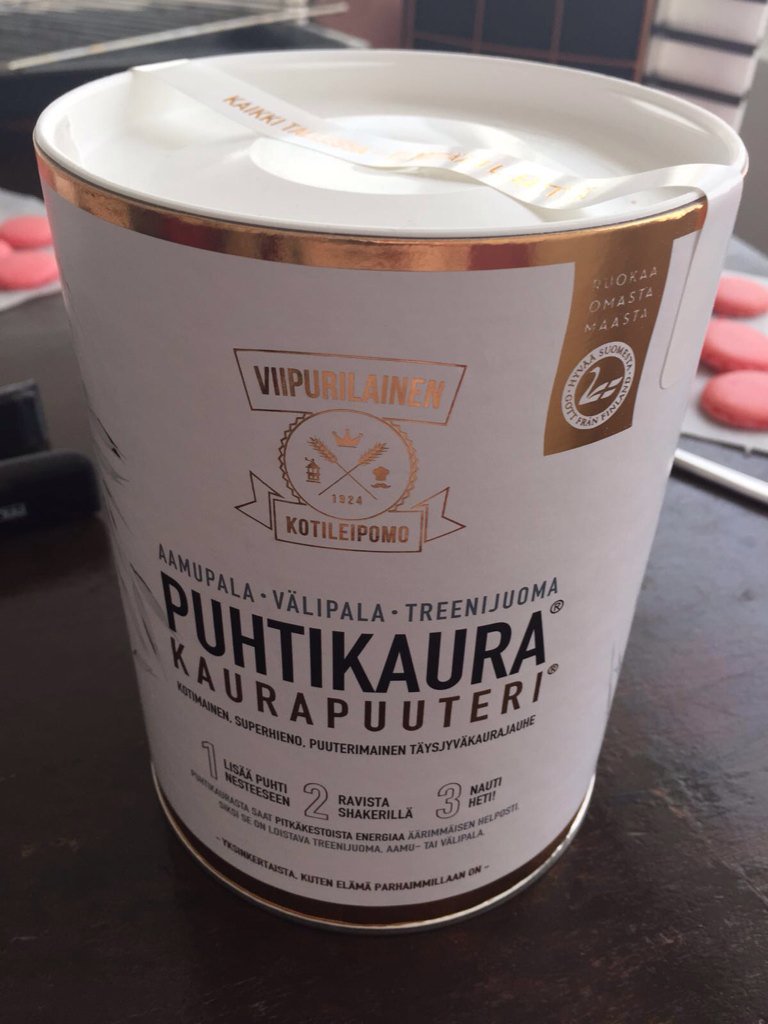 KAIKKI
RUOKAA
OMASTA
MAASTA
HYVÄÄ SUOMESTA
GOTT FRÅN FINLAND
VIIPURILAINEN
1924
KOTILEIPOMO
AAMUPALA · VÄLIPALA · TREENIJUOMA
PUHTIKAURA®
KAURAPUUTERI®
KOTIMAINEN, SUPERHIENO, PUUTERIMAINEN TÄYSJYVÄKAURAJAUHE
1 LISÄÄ PUHTI
NESTEESEEN
2 RAVISTA
SHAKERILLÄ
3 NAUTI
HETI!
PUHTIKAURASTA SAAT PITKÄKESTOISTA ENERGIAA ÄÄRIMMÄISEN HELPOSTI.
SIKSI SE ON LOISTAVA TREENIJUOMA, AAMU- TAI VÄLIPALA.
- YKSINKERTAISTA, KUTEN ELÄMÄ PARHAIMMILLAAN ON -